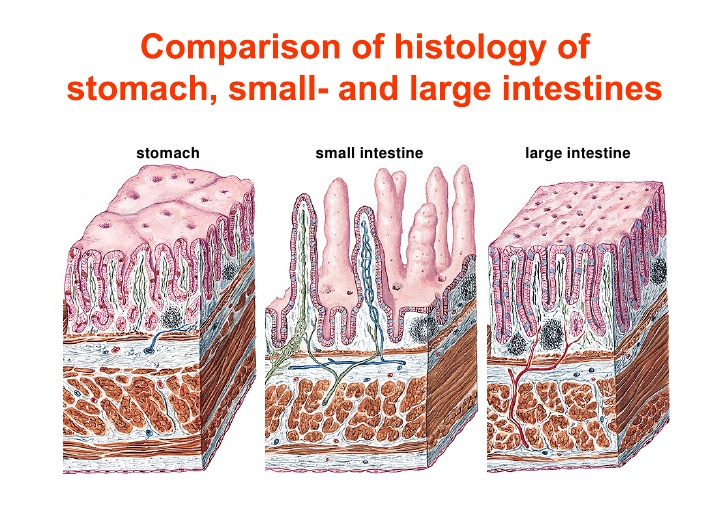 Comparison of histology of
stomach, small- and large intestines
stomach
small intestine
large intestine